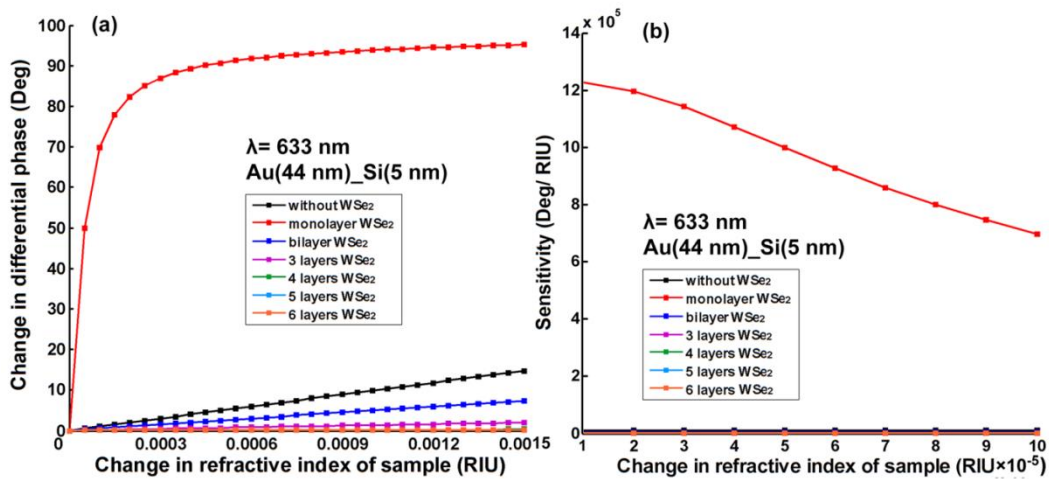 (a)
Change in differential phase (Deg)
100
90
80
70
60
50
40
30
20
10
0
λ= 633 nm
Au(44 nm)_Si(5 nm)
without WSe₂
monolayer WSe₂
bilayer WSe₂
3 layers WSe₂
4 layers WSe₂
5 layers WSe₂
6 layers WSe₂
0 0.0003 0.0006 0.0009 0.0012 0.0015
Change in refractive index of sample (RIU)
(b)
× 10⁵
Sensitivity (Deg/ RIU)
14
12
10
8
6
4
2
0
λ= 633 nm
Au(44 nm)_Si(5 nm)
without WSe₂
monolayer WSe₂
bilayer WSe₂
3 layers WSe₂
4 layers WSe₂
5 layers WSe₂
6 layers WSe₂
1 2 3 4 5 6 7 8 9 10
Change in refractive index of sample (RIU×10⁻⁵)